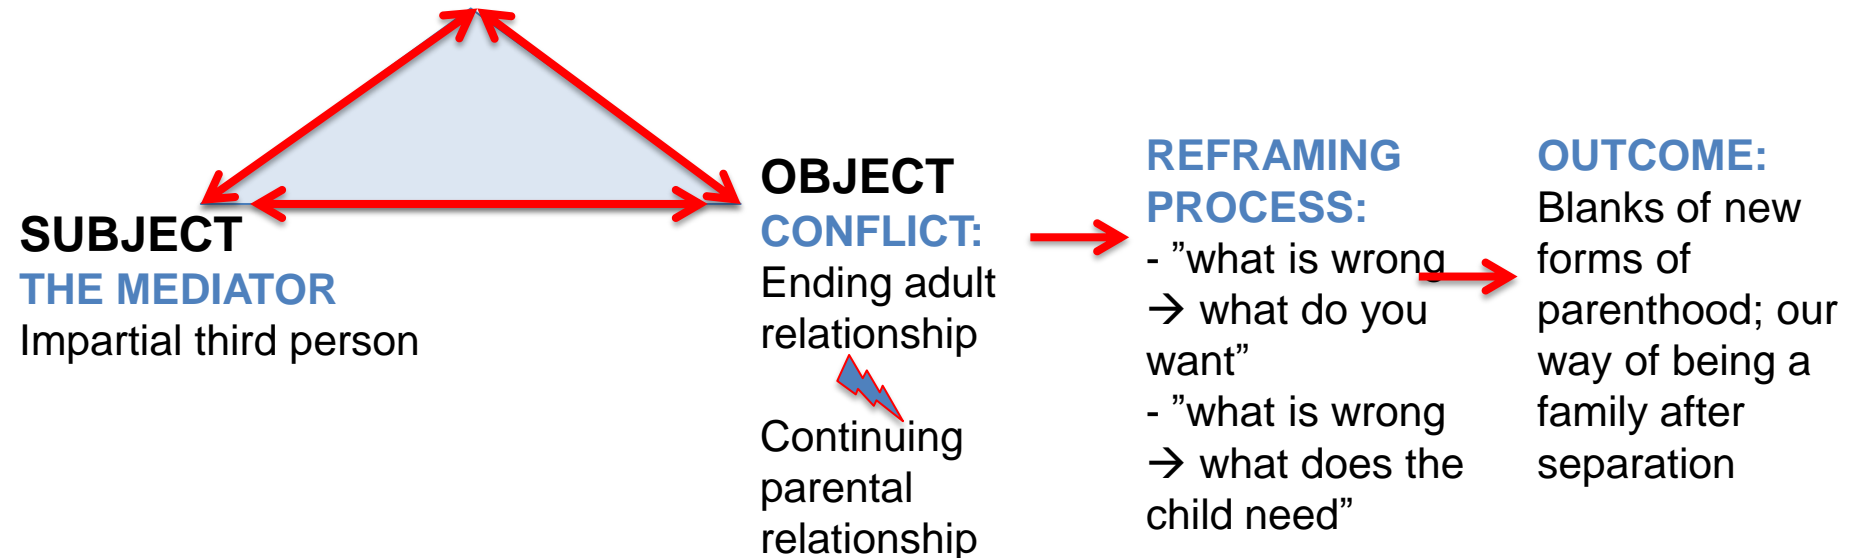 SUBJECT
THE MEDIATOR
Impartial third person
OBJECT
CONFLICT:
Ending adult
relationship
Continuing
parental
relationship
REFRAMING
PROCESS:
- ”what is wrong
→ what do you
want”
- ”what is wrong
→ what does the
child need”
OUTCOME:
Blanks of new
forms of
parenthood; our
way of being a
family after
separation